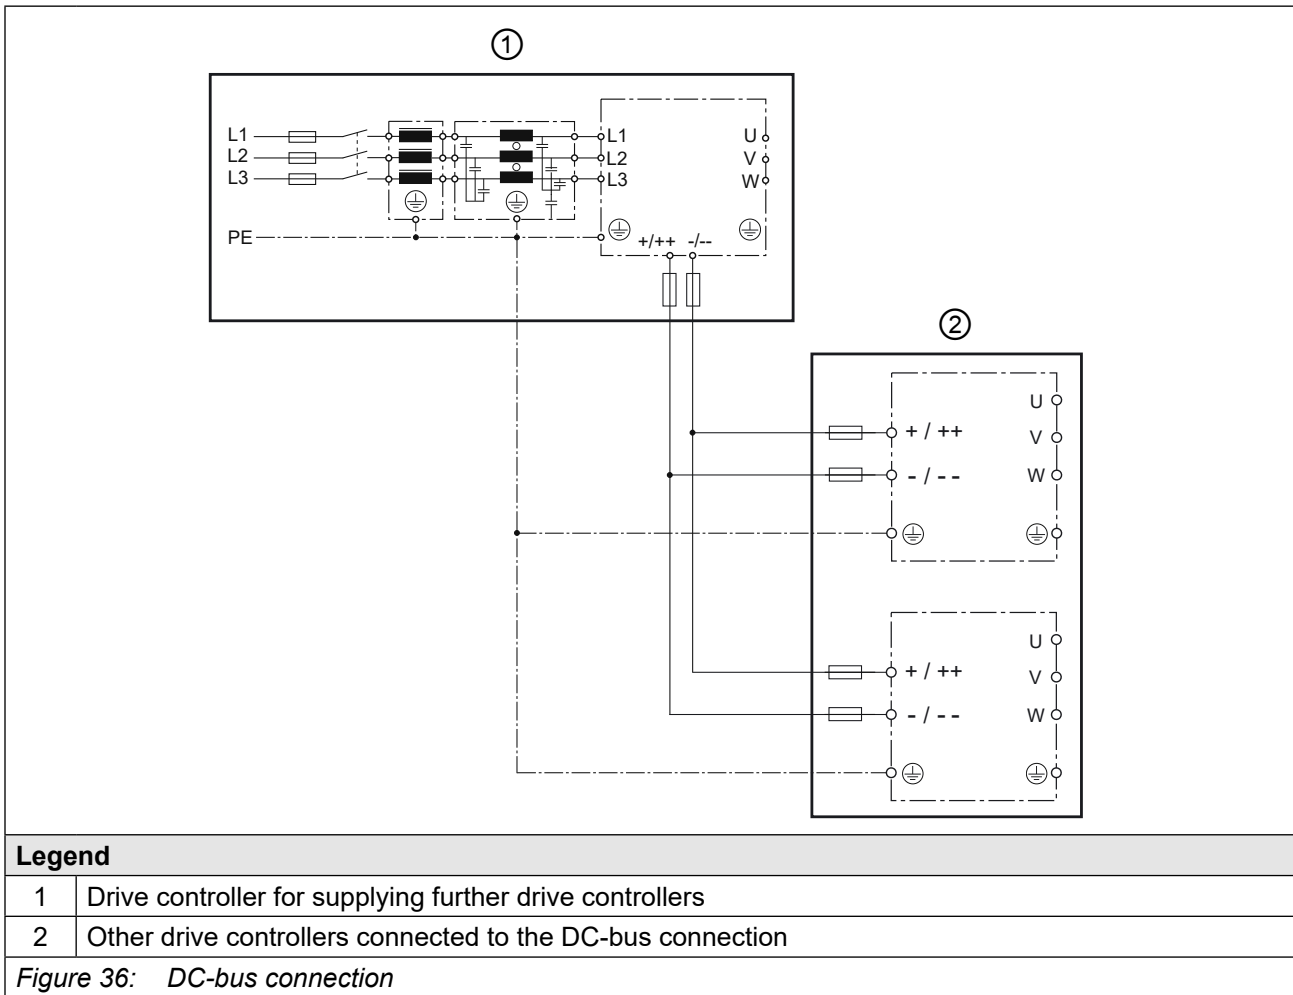 1
L1
L2
L3
PE
L1
L2
L3
U
V
W
+/++ -/--
2
+ / ++
- / - -
U
V
W
+ / ++
- / - -
U
V
W
Legend
1 Drive controller for supplying further drive controllers
2 Other drive controllers connected to the DC-bus connection
Figure 36: DC-bus connection